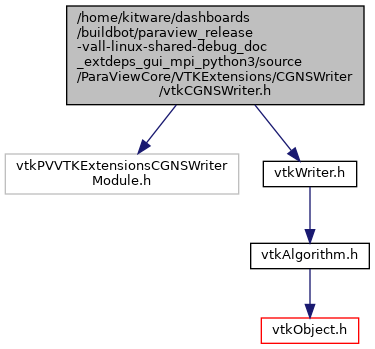 /home/kitware/dashboards
/buildbot/paraview_release
-vall-linux-shared-debug_doc
_extdeps_gui_mpi_python3/source
/ParaViewCore/VTKExtensions/CGNSWriter
/vtkCGNSWriter.h
vtkPVVTKExtensionsCGNSWriter
Module.h
vtkWriter.h
vtkAlgorithm.h
vtkObject.h